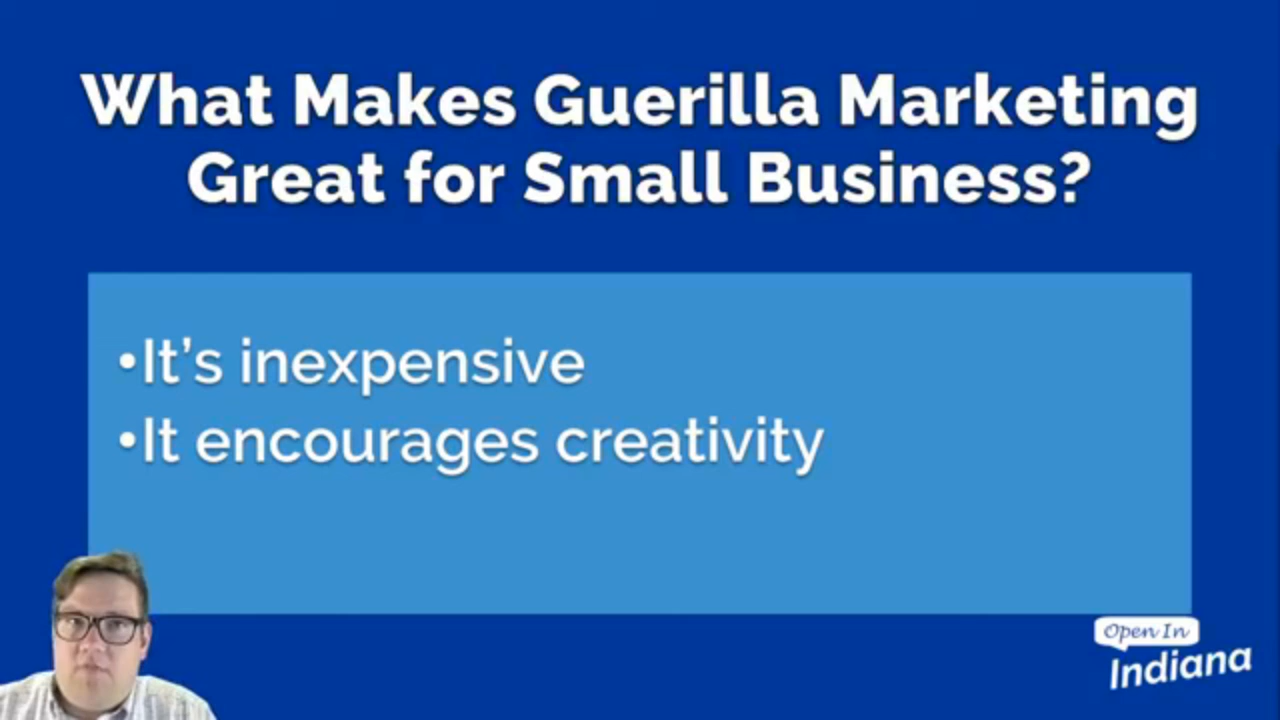 What Makes Guerilla Marketing
Great for Small Business?
•It’s inexpensive
•It encourages creativity
Open In
Indiana